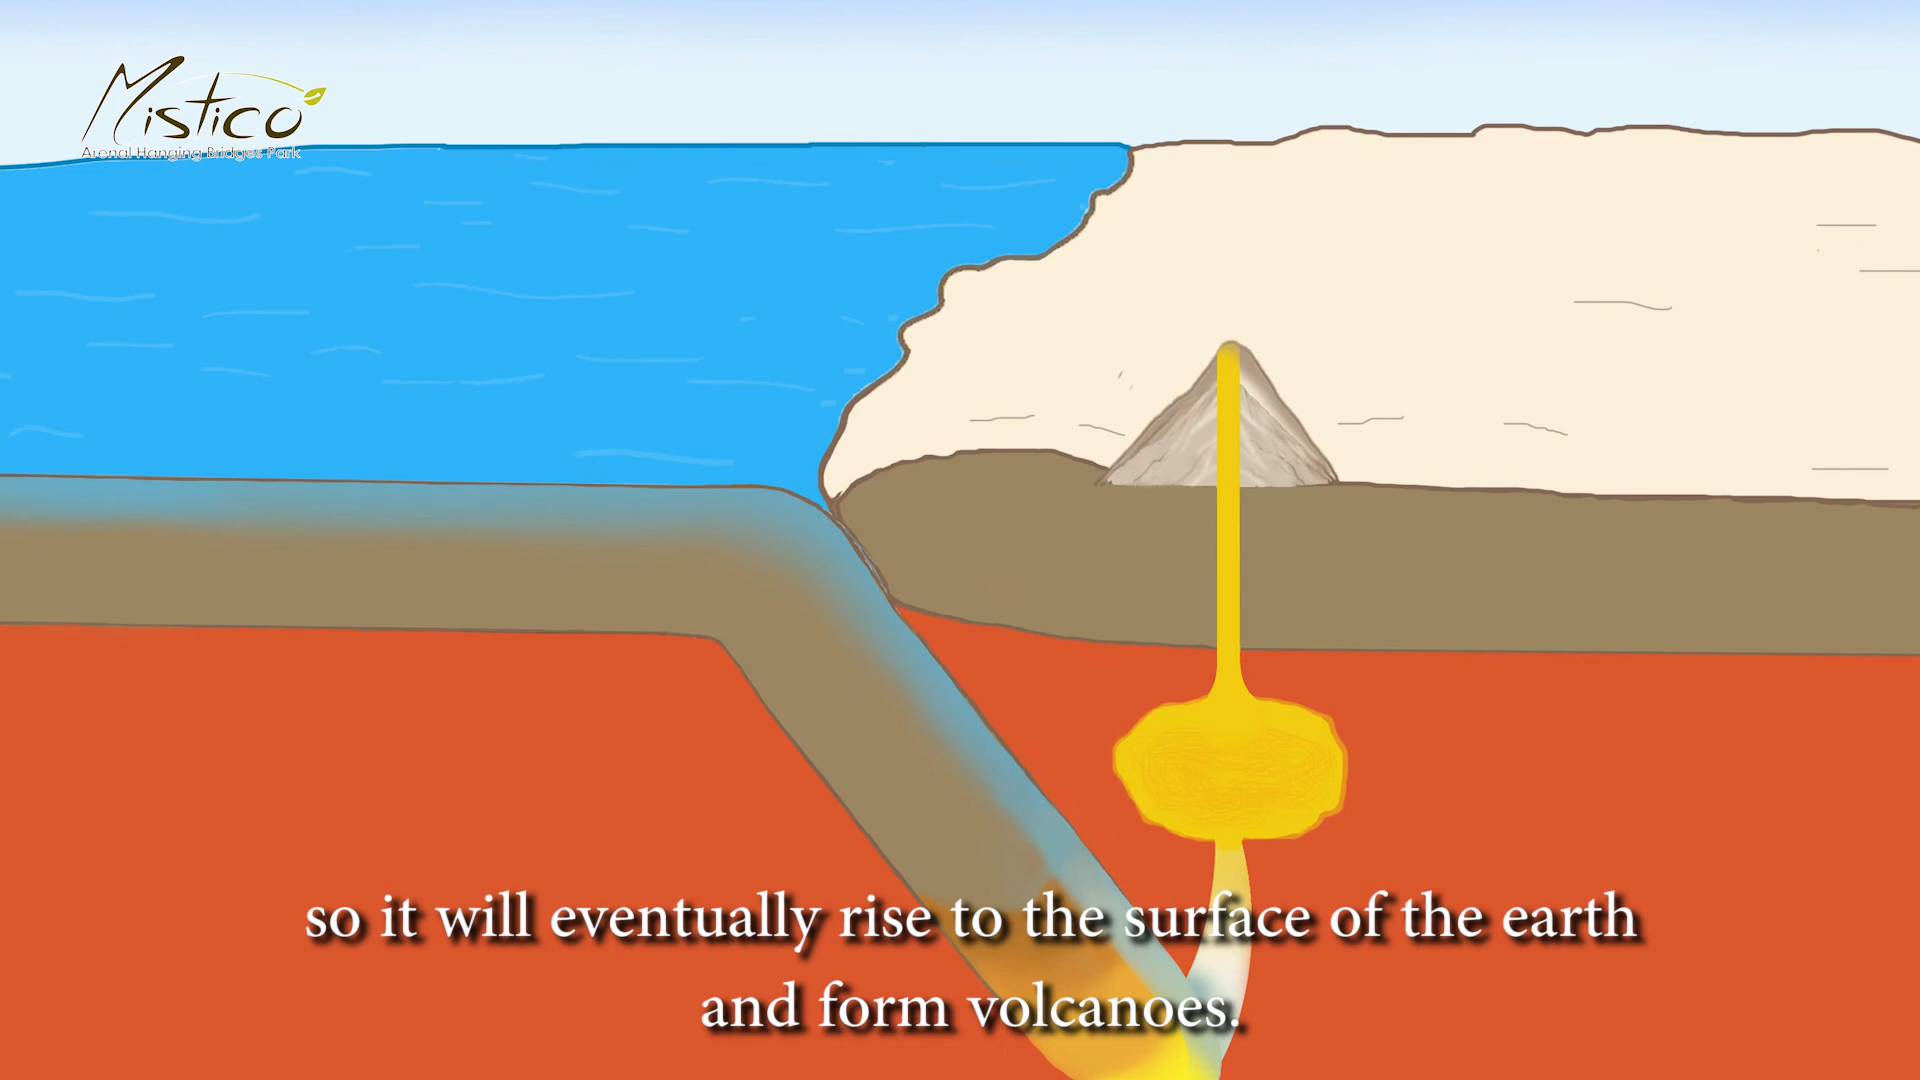 Mistico
Arenal Hanging Bridges Park
so it will eventually rise to the surface of the earth
and form volcanoes.